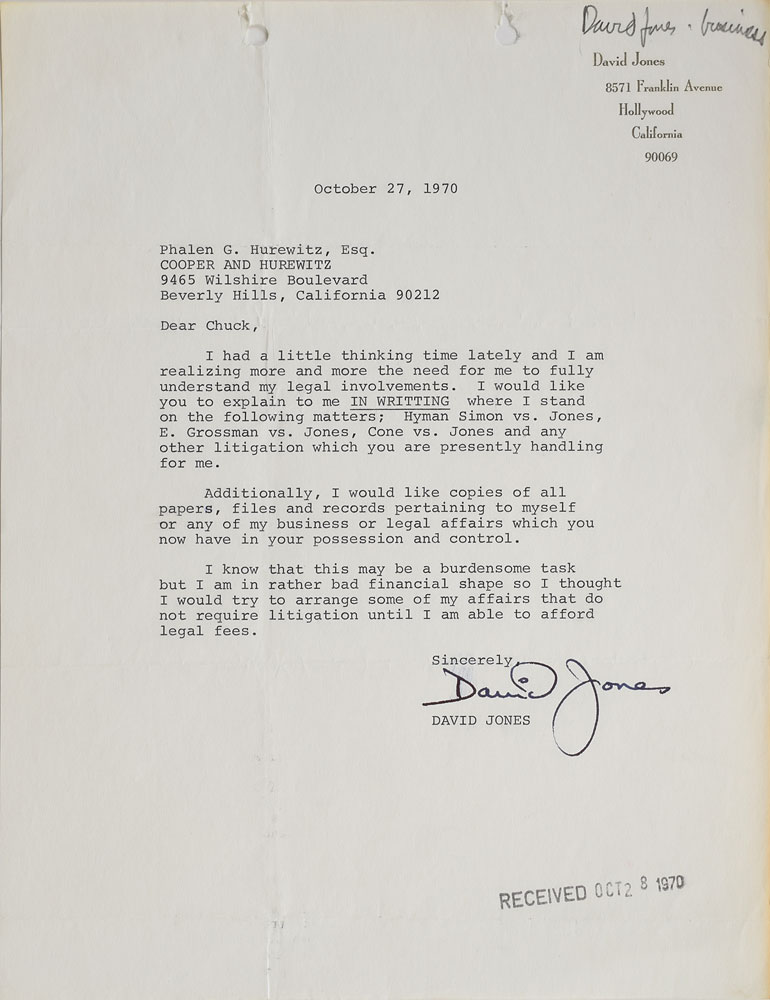 David Jones - business
David Jones
8571 Franklin Avenue
Hollywood
California
90069
October 27, 1970
Phalen G. Hurewitz, Esq.
COOPER AND HUREWITZ
9465 Wilshire Boulevard
Beverly Hills, California 90212
Dear Chuck,
I had a little thinking time lately and I am
realizing more and more the need for me to fully
understand my legal involvements. I would like
you to explain to me IN WRITTING where I stand
on the following matters; Hyman Simon vs. Jones,
E. Grossman vs. Jones, Cone vs. Jones and any
other litigation which you are presently handling
for me.
Additionally, I would like copies of all
papers, files and records pertaining to myself
or any of my business or legal affairs which you
now have in your possession and control.
I know that this may be a burdensome task
but I am in rather bad financial shape so I thought
I would try to arrange some of my affairs that do
not require litigation until I am able to afford
legal fees.
Sincerely,
David Jones
DAVID JONES
RECEIVED OCT 28 1970